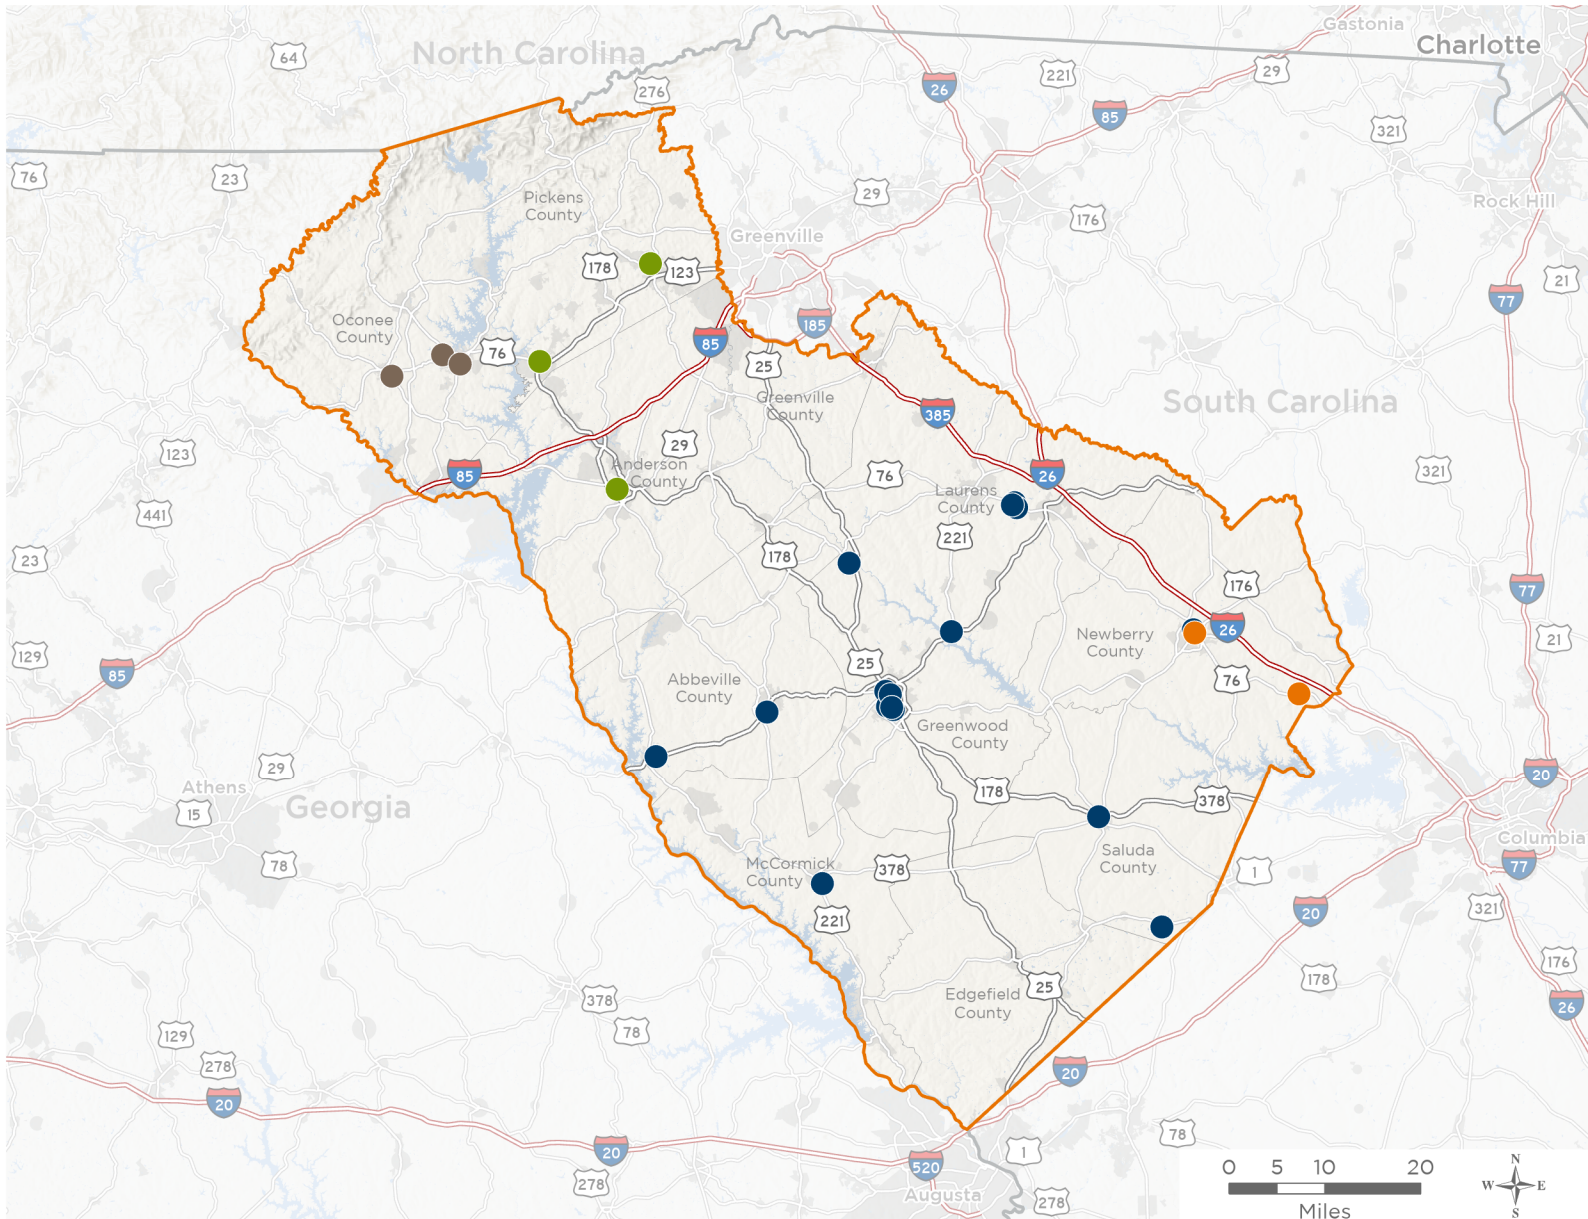 Gastonia
Charlotte
North Carolina
64
221
29
276
26
85
321
76
23
29
Rock Hill
Pickens
County
176
Greenville
178
123
21
77
Oconee
County
185
76
85
25
Greenville
County
385
South Carolina
29
123
Anderson
County
85
76
26
321
Laurens
County
441
221
178
23
176
77
26
Newberry
County
21
129
25
85
Abbeville
County
76
Greenwood
County
29
20
Athens
Georgia
15
178
378
Columbia
Saluda
County
78
McCormick
County
378
1
77
221
20
321
176
178
25
Edgefield
County
378
26
129
78
278
20
20
20
1
78
520
278
Augusta
278
0 5 10 20
Miles
N
W E
S